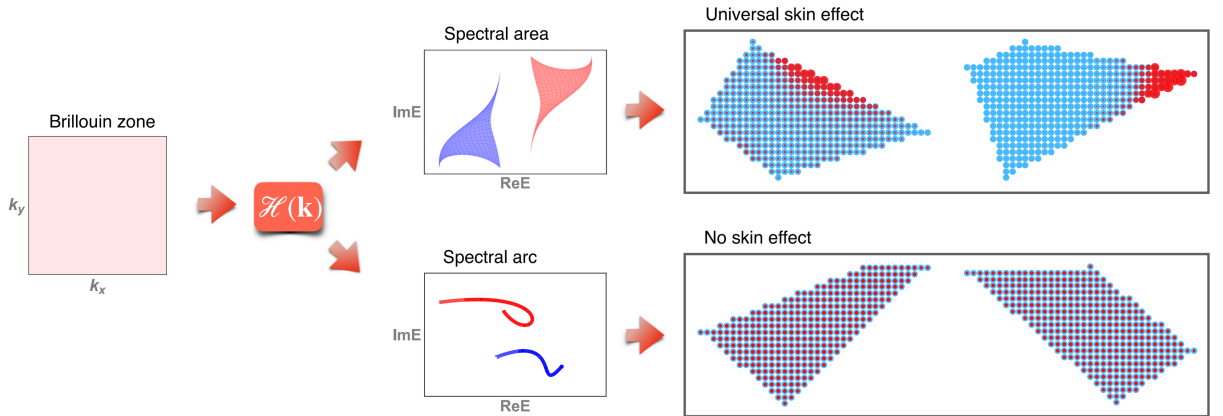 Brillouin zone
k_y
k_x
ℋ(k)
Spectral area
ImE
ReE
Universal skin effect
Spectral arc
ImE
ReE
No skin effect